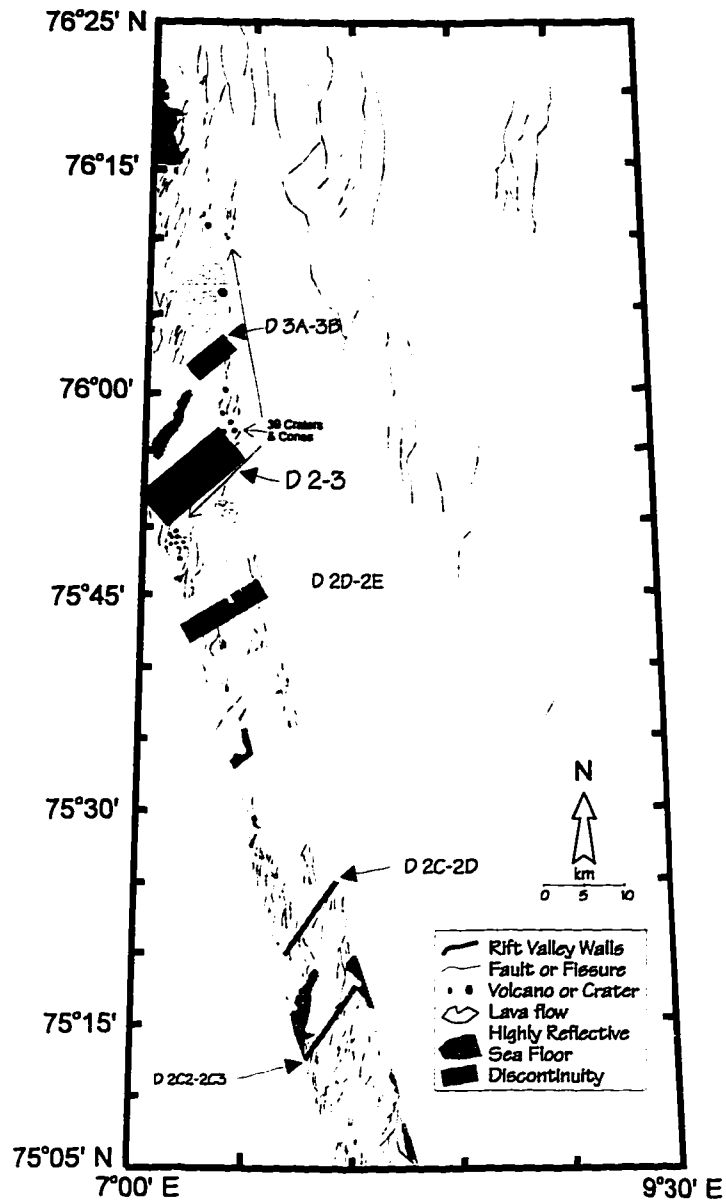 76°25' N
76°15'
D 3A-3B
76°00'
39 Craters
& Cones
D 2-3
D 2D-2E
75°45'
N
75°30'
km
0 5 10
D 2C-2D
Rift Valley Walls
Fault or Fissure
Volcano or Crater
Lava flow
Highly Reflective
Sea Floor
Discontinuity
75°15'
D 2C2-2C3
75°05' N
7°00' E
9°30' E